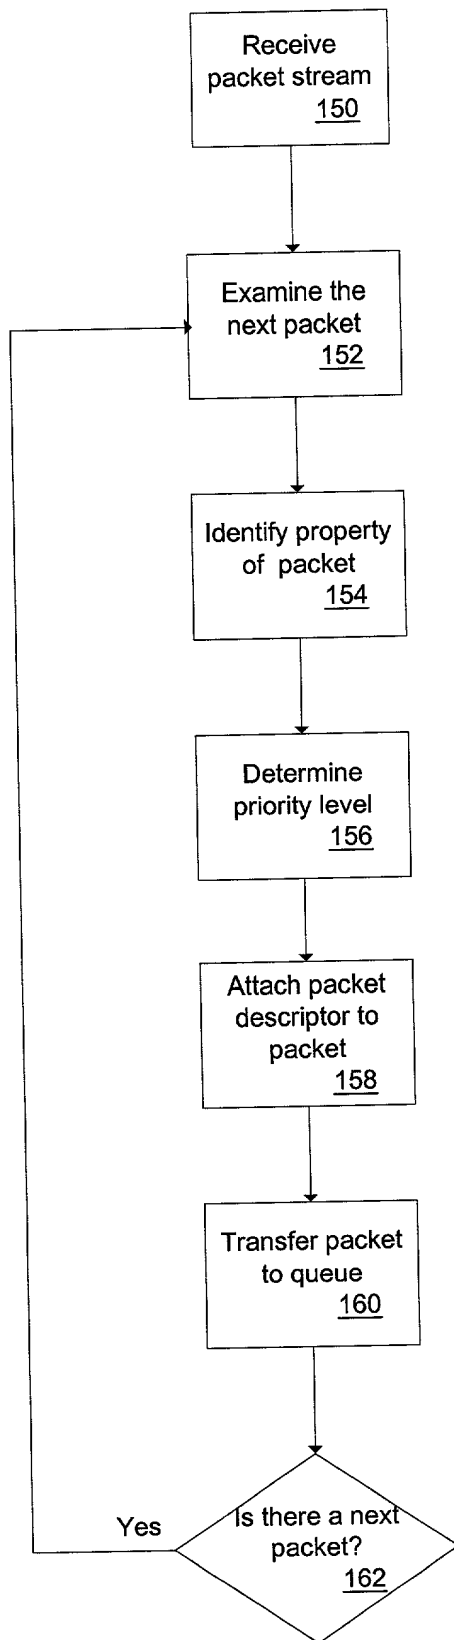 Receive
packet stream
150
Examine the
next packet
152
Identify property
of packet
154
Determine
priority level
156
Attach packet
descriptor to
packet
158
Transfer packet
to queue
160
Yes
Is there a next
packet?
162